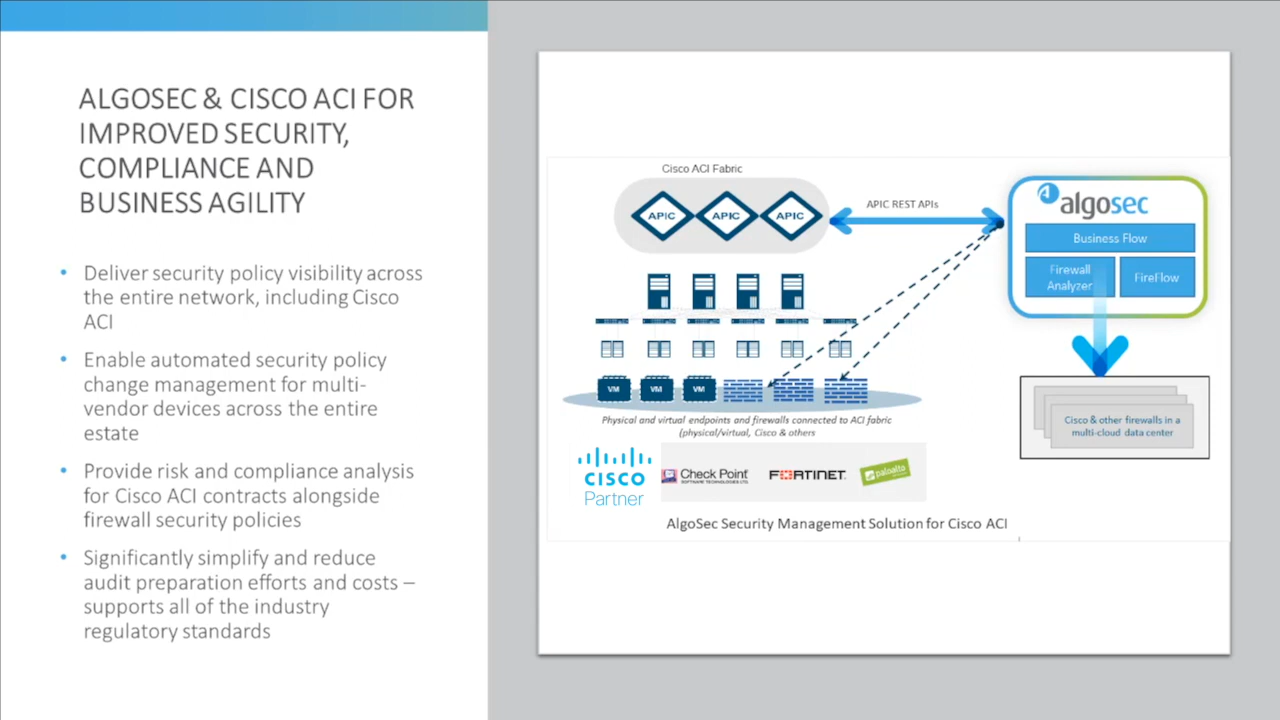 ALGOSEC & CISCO ACI FOR
IMPROVED SECURITY,
COMPLIANCE AND
BUSINESS AGILITY
• Deliver security policy visibility across
the entire network, including Cisco
ACI
• Enable automated security policy
change management for multi-
vendor devices across the entire
estate
• Provide risk and compliance analysis
for Cisco ACI contracts alongside
firewall security policies
• Significantly simplify and reduce
audit preparation efforts and costs –
supports all of the industry
regulatory standards
Cisco ACI Fabric
APIC APIC APIC
APIC REST APIs
algosec
Business Flow
Firewall
Analyzer
FireFlow
VM VM VM
Physical and virtual endpoints and firewalls connected to ACI fabric
(physical/virtual, Cisco & others
Cisco & other firewalls in a
multi-cloud data center
CISCO
Partner
Check Point
SOFTWARE TECHNOLOGIES LTD.
FORTINET
paloalto
AlgoSec Security Management Solution for Cisco ACI